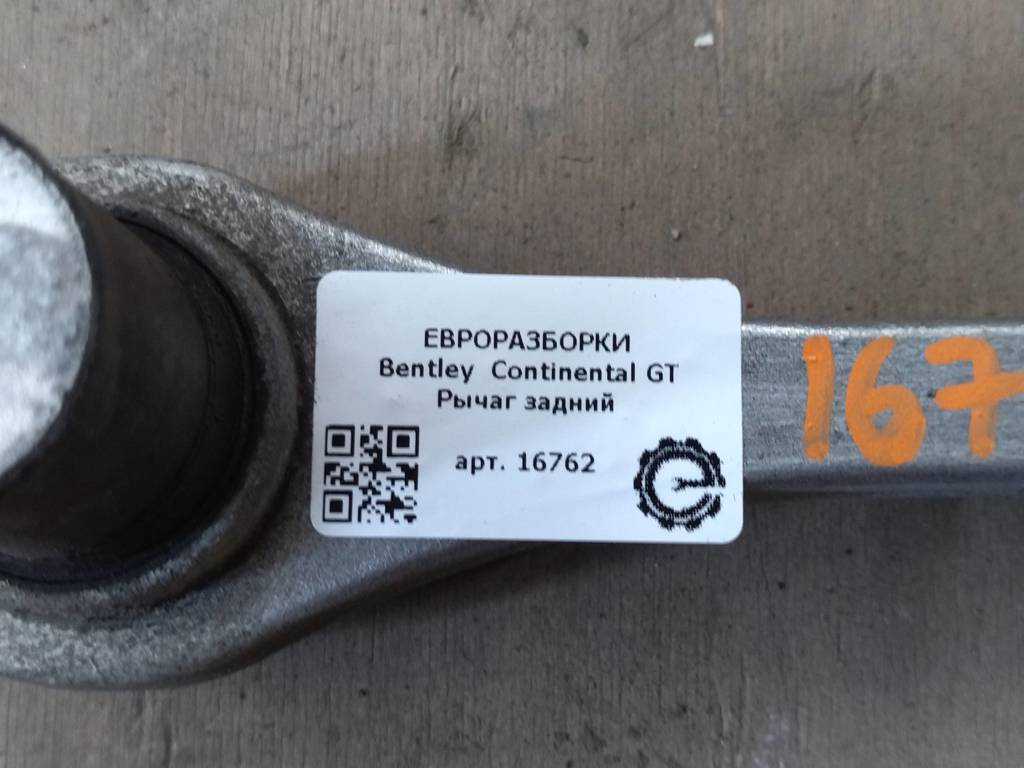 ЕВРОРАЗБОРКИ
Bentley Continental GT
Рычаг задний
арт. 16762
167